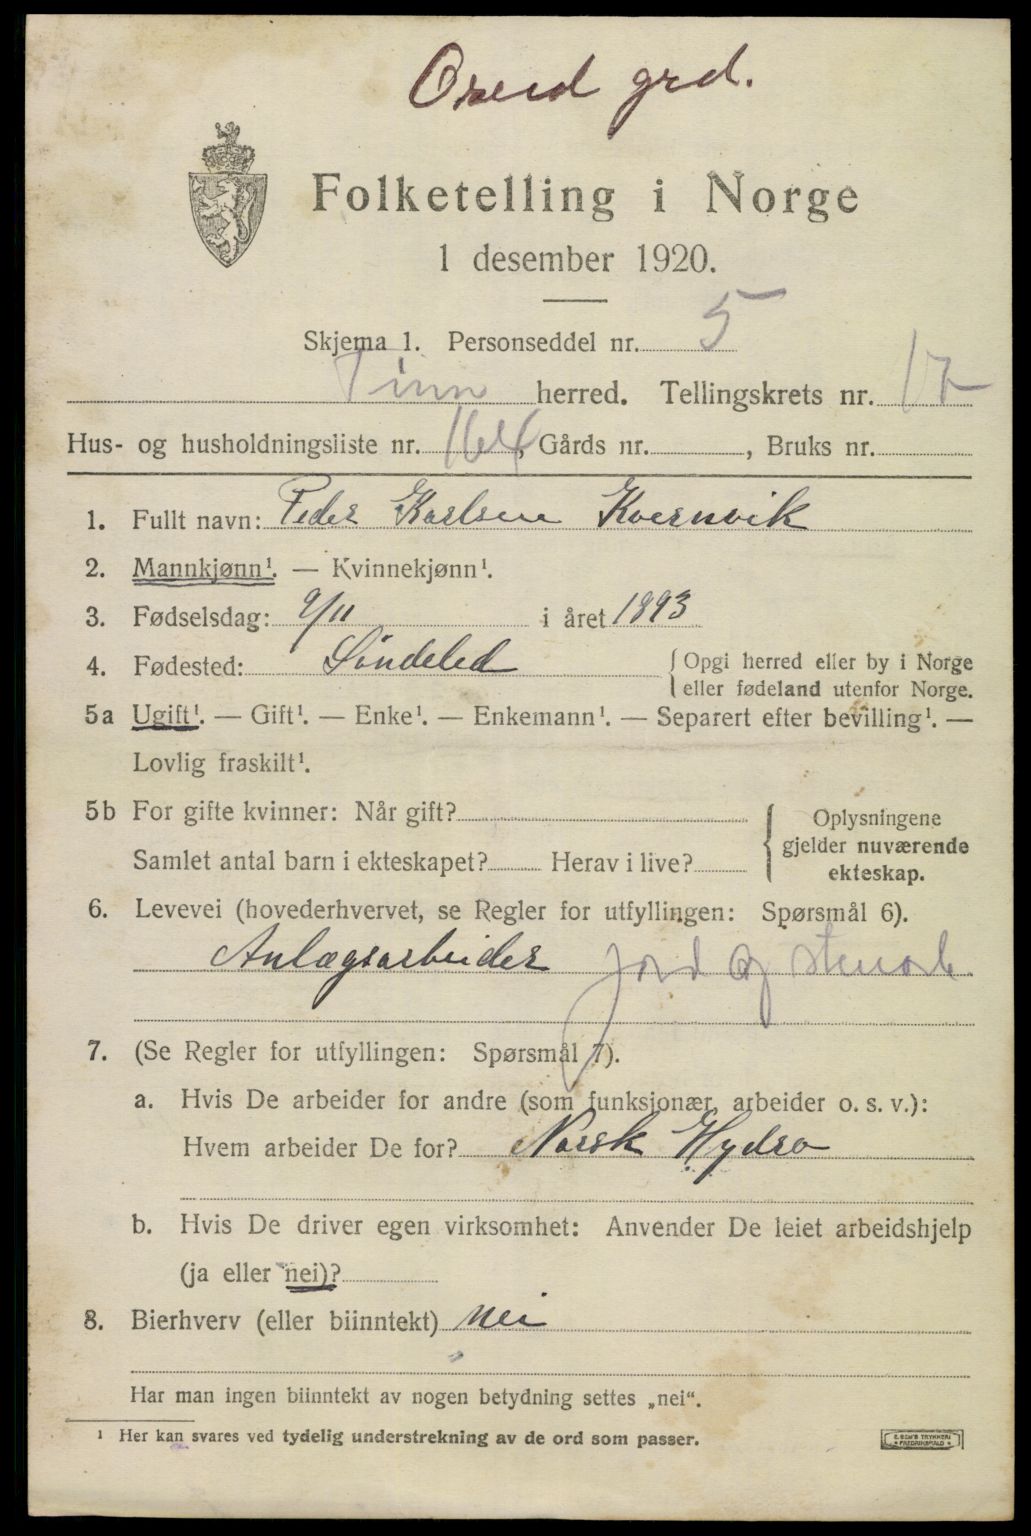 Øverland grd.
Folketelling i Norge
1 desember 1920.
Skjema 1. Personseddel nr. 5
Tinn herred. Tellingskrets nr. 17
Hus- og husholdningsliste nr. 164, Gårds nr. , Bruks nr.
1. Fullt navn: Peder Karlsen Kvernvik
2. Mannkjønn¹. — Kvinnekjønn¹.
3. Fødselsdag: 9/11 i året 1893
4. Fødested: Søndeled
{ Opgi herred eller by i Norge
eller fødeland utenfor Norge.
5a Ugift¹. — Gift¹. — Enke¹. — Enkemann¹. — Separert efter bevilling¹. —
Lovlig fraskilt¹.
5b For gifte kvinner: Når gift?
Samlet antal barn i ekteskapet? Herav i live?
{ Oplysningene
gjelder nuværende
ekteskap.
6. Levevei (hovederhvervet, se Regler for utfyllingen: Spørsmål 6).
Anlægsarbeider jord og stenarb.
7. (Se Regler for utfyllingen: Spørsmål 7).
a. Hvis De arbeider for andre (som funksjonær, arbeider o. s. v.):
Hvem arbeider De for? Norsk Hydro
b. Hvis De driver egen virksomhet: Anvender De leiet arbeidshjelp
(ja eller nei)?
8. Bierhverv (eller biinntekt) nei
Har man ingen biinntekt av nogen betydning settes „nei“.
¹ Her kan svares ved tydelig understrekning av de ord som passer.